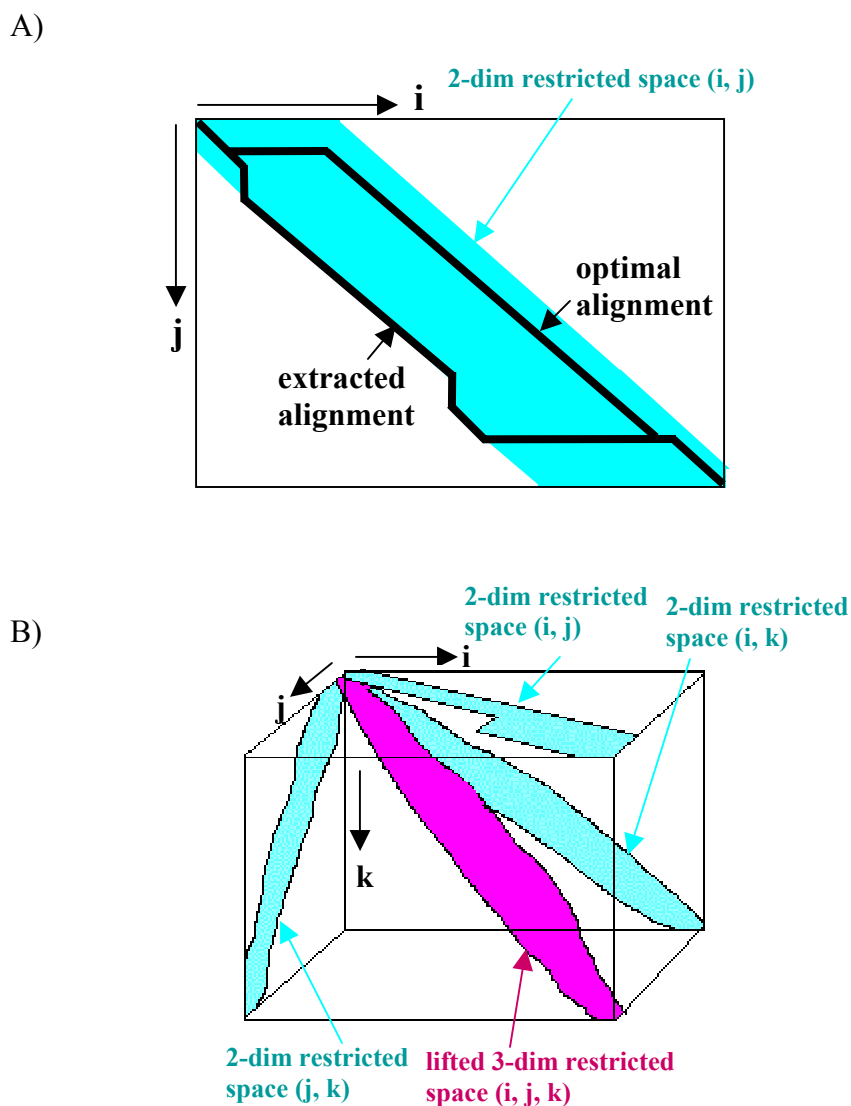 A)
2-dim restricted space (i, j)
i
j
optimal
alignment
extracted
alignment
B)
2-dim restricted
space (i, j)
2-dim restricted
space (i, k)
i
j
k
2-dim restricted
space (j, k)
lifted 3-dim restricted
space (i, j, k)